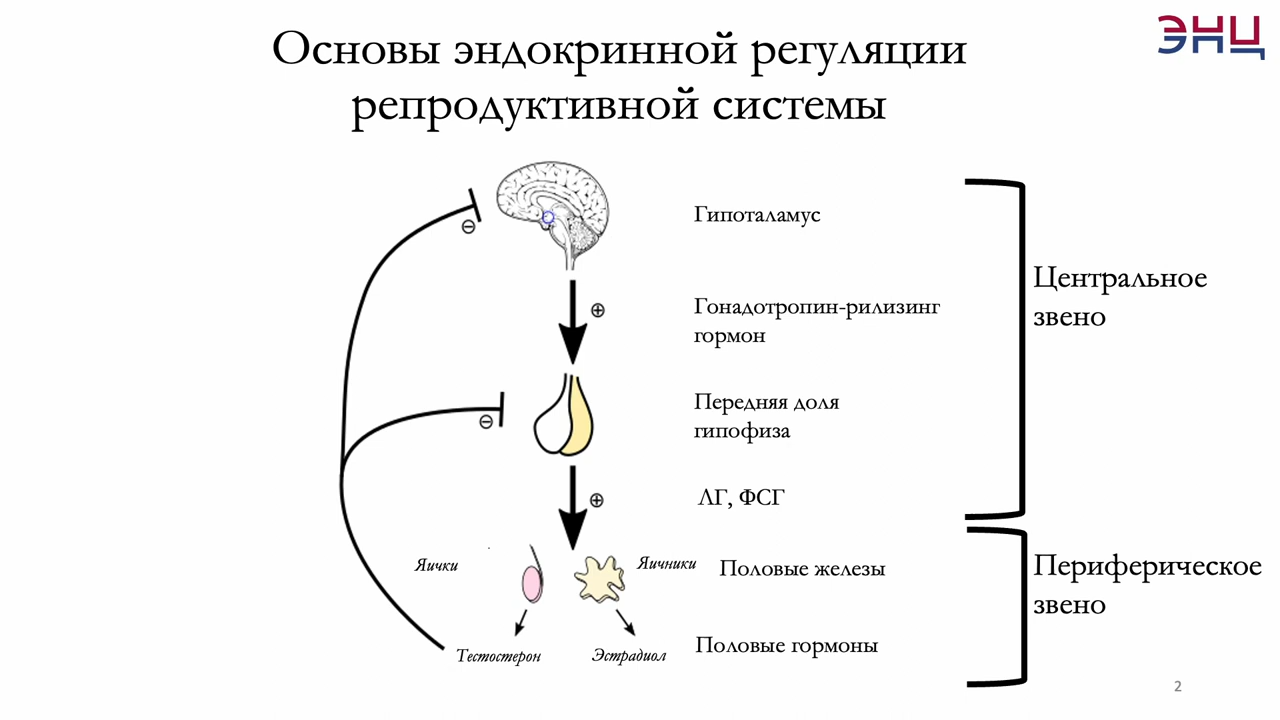 Основы эндокринной регуляции
репродуктивной системы
ЭНЦ
Гипоталамус
Гонадотропин-рилизинг
гормон
Передняя доля
гипофиза
ЛГ, ФСГ
Центральное
звено
Яички
Яичники
Половые железы
Периферическое
звено
Тестостерон
Эстрадиол
Половые гормоны
2